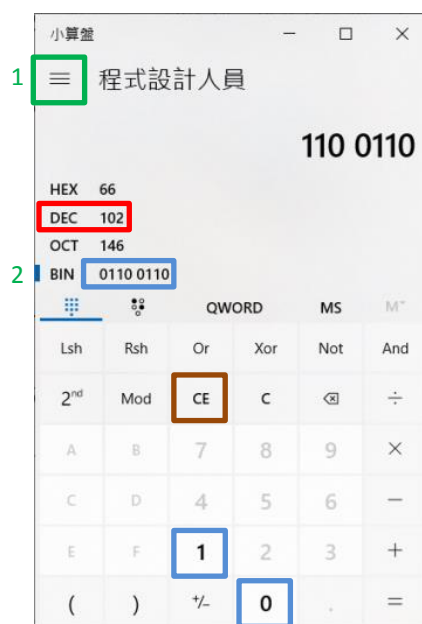 小算盤
1 程式設計人員
110 0110
HEX 66
DEC 102
OCT 146
2 BIN 0110 0110
QWORD MS M˅
Lsh Rsh Or Xor Not And
2nd Mod CE C ÷
A B 7 8 9 ×
C D 4 5 6 −
E F 1 2 3 +
( ) +/− 0 . =